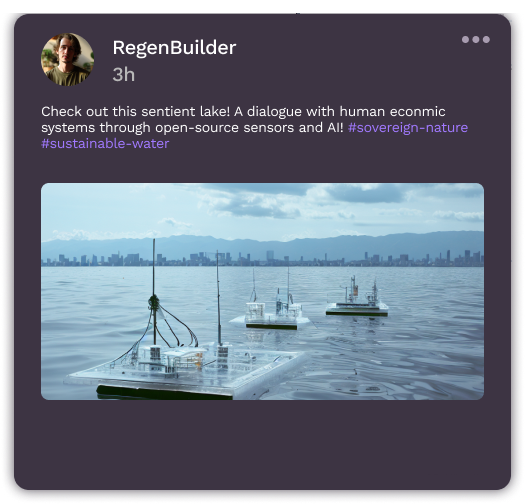 RegenBuilder
3h
Check out this sentient lake! A dialogue with human econmic
systems through open-source sensors and AI! #sovereign-nature
#sustainable-water